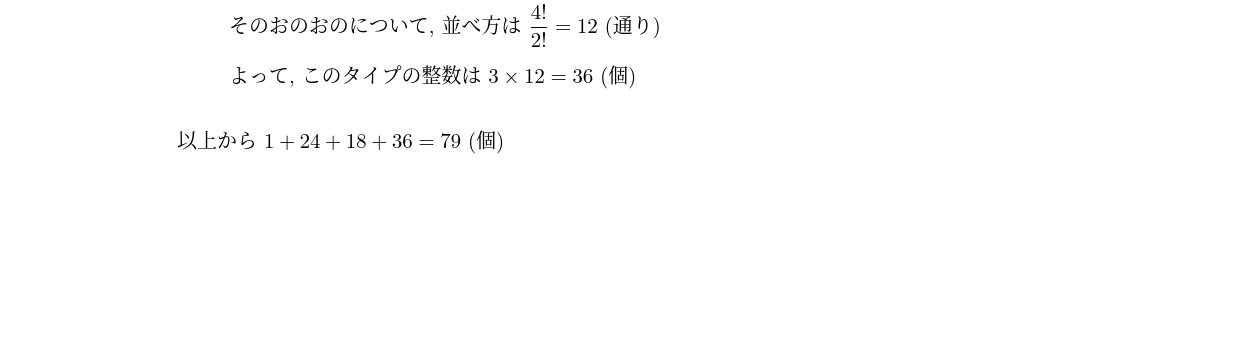 そのおのおのについて, 並べ方は 4!/2! = 12 (通り)
よって, このタイプの整数は 3 × 12 = 36 (個)
以上から 1 + 24 + 18 + 36 = 79 (個)